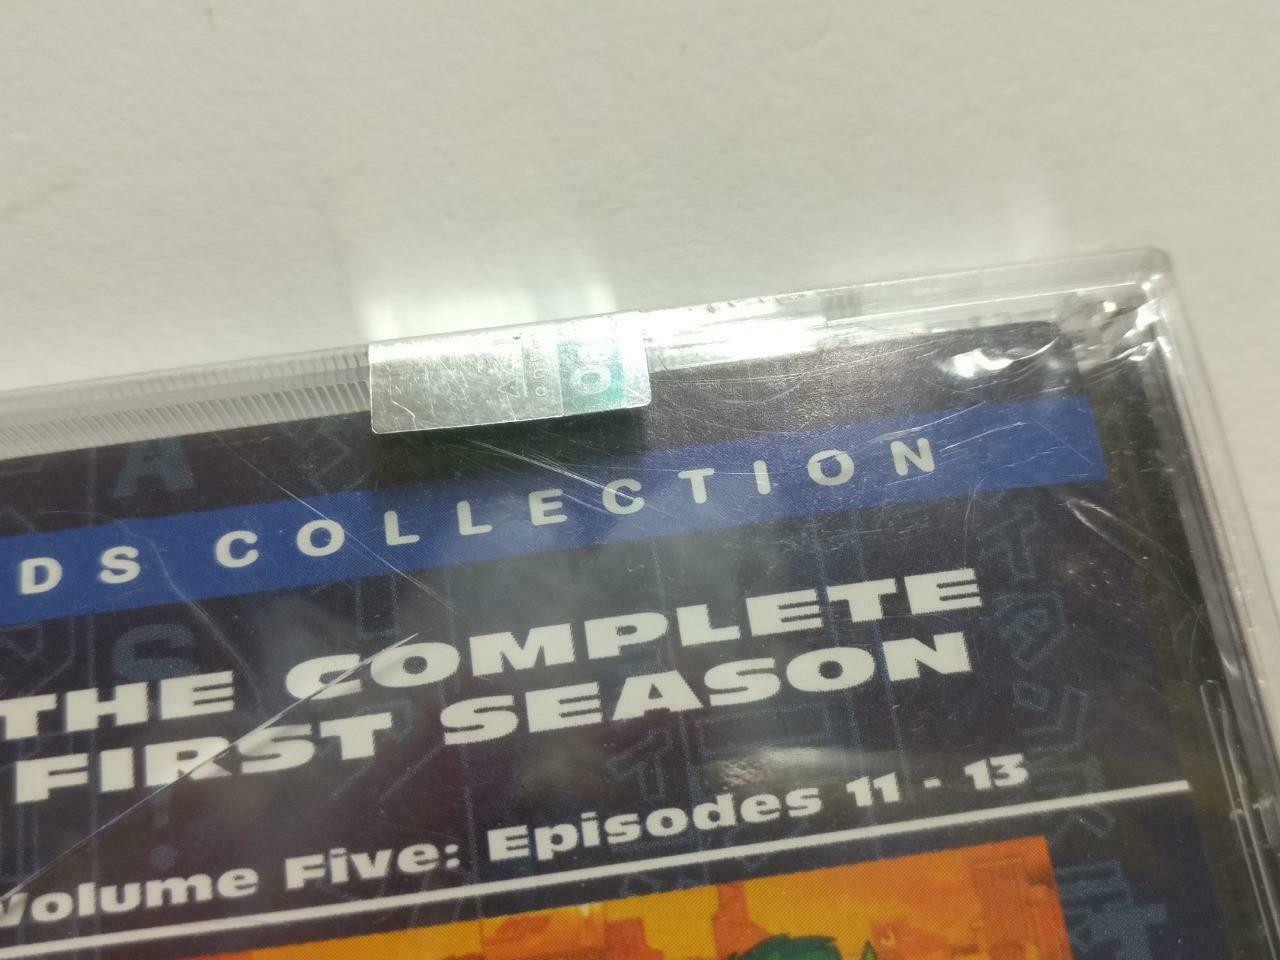 DS COLLECTION
THE COMPLETE
FIRST SEASON
Volume Five: Episodes 11 - 13